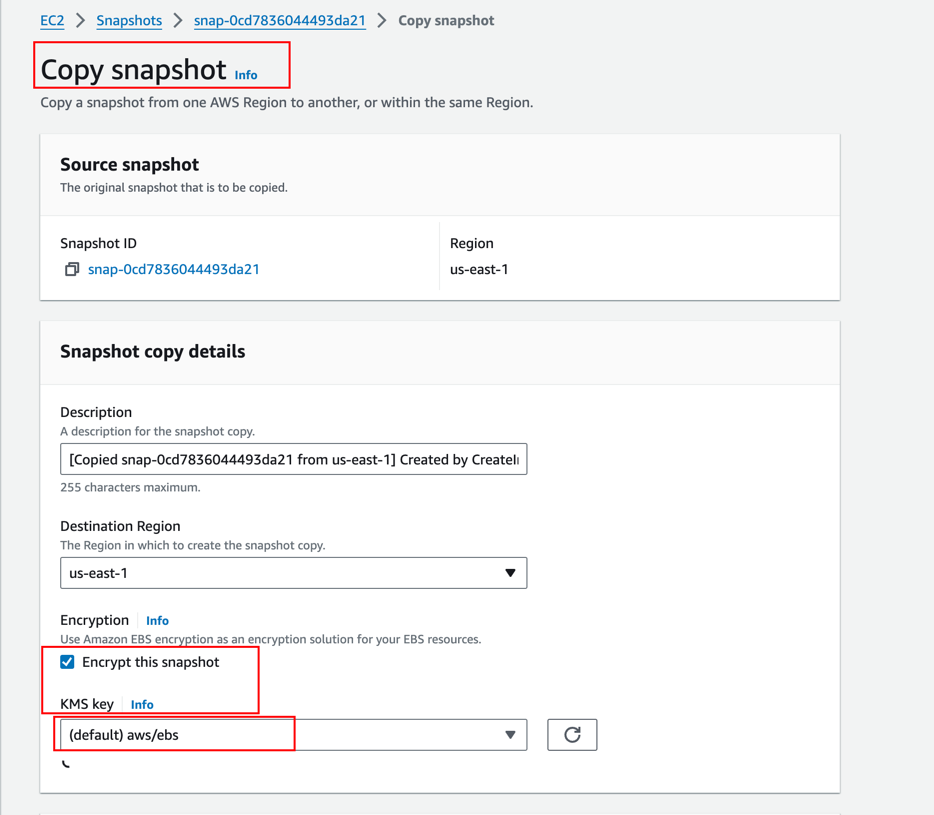 EC2 > Snapshots > snap-0cd7836044493da21 > Copy snapshot
Copy snapshot Info
Copy a snapshot from one AWS Region to another, or within the same Region.
Source snapshot
The original snapshot that is to be copied.
Snapshot ID
snap-0cd7836044493da21
Region
us-east-1
Snapshot copy details
Description
A description for the snapshot copy.
[Copied snap-0cd7836044493da21 from us-east-1] Created by CreateI
255 characters maximum.
Destination Region
The Region in which to create the snapshot copy.
us-east-1
Encryption Info
Use Amazon EBS encryption as an encryption solution for your EBS resources.
Encrypt this snapshot
KMS key Info
(default) aws/ebs